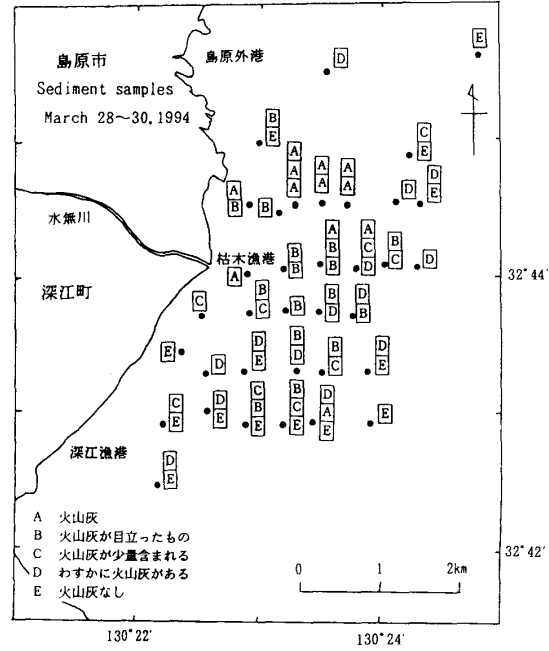 島原市
島原外港
Sediment samples
March 28～30,1994
E
D
B
E
A
A
A
A
A
A
A
C
E
D
E
D
A
B
B
水無川
枯木漁港
A
B
B
A
B
B
A
C
D
B
C
D
32°44'
深江町
C
B
C
B
B
D
D
B
E
D
D
E
B
D
B
C
D
E
C
E
D
E
C
B
E
B
C
E
D
A
E
E
深江漁港
D
E
A 火山灰
B 火山灰が目立ったもの
C 火山灰が少量含まれる
D わすかに火山灰がある
E 火山灰なし
32°42'
0 1 2km
130°22' 130°24'